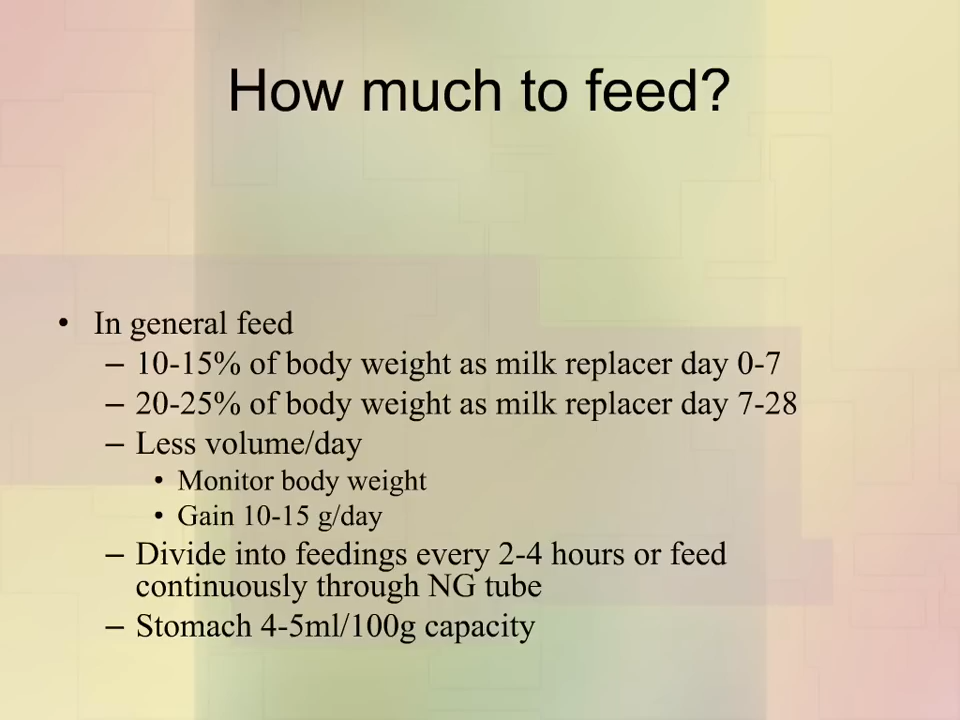 How much to feed?
• In general feed
– 10-15% of body weight as milk replacer day 0-7
– 20-25% of body weight as milk replacer day 7-28
– Less volume/day
• Monitor body weight
• Gain 10-15 g/day
– Divide into feedings every 2-4 hours or feed
continuously through NG tube
– Stomach 4-5ml/100g capacity